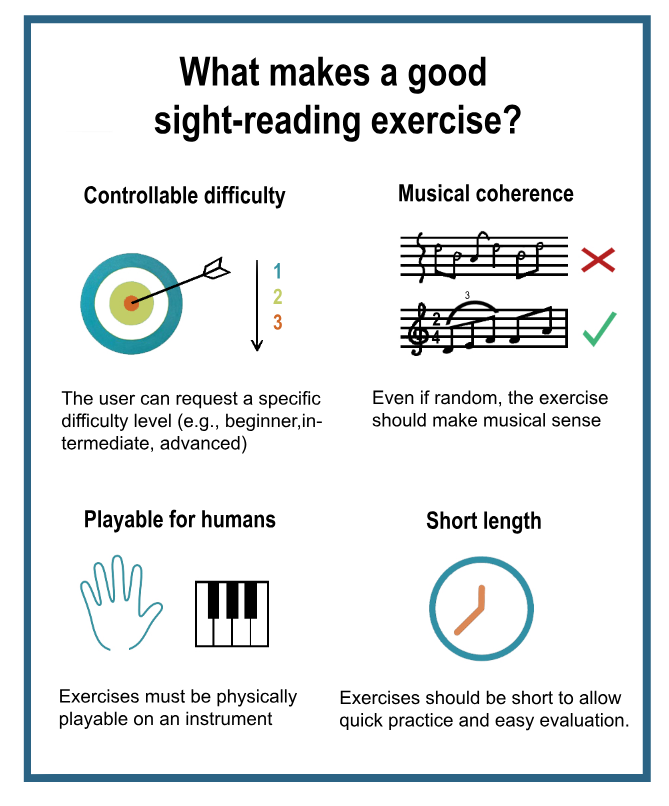 What makes a good
sight-reading exercise?
Controllable difficulty
1
2
3
The user can request a specific
difficulty level (e.g., beginner,in-
termediate, advanced)
Musical coherence
3
2
4
Even if random, the exercise
should make musical sense
Playable for humans
Exercises must be physically
playable on an instrument
Short length
Exercises should be short to allow
quick practice and easy evaluation.